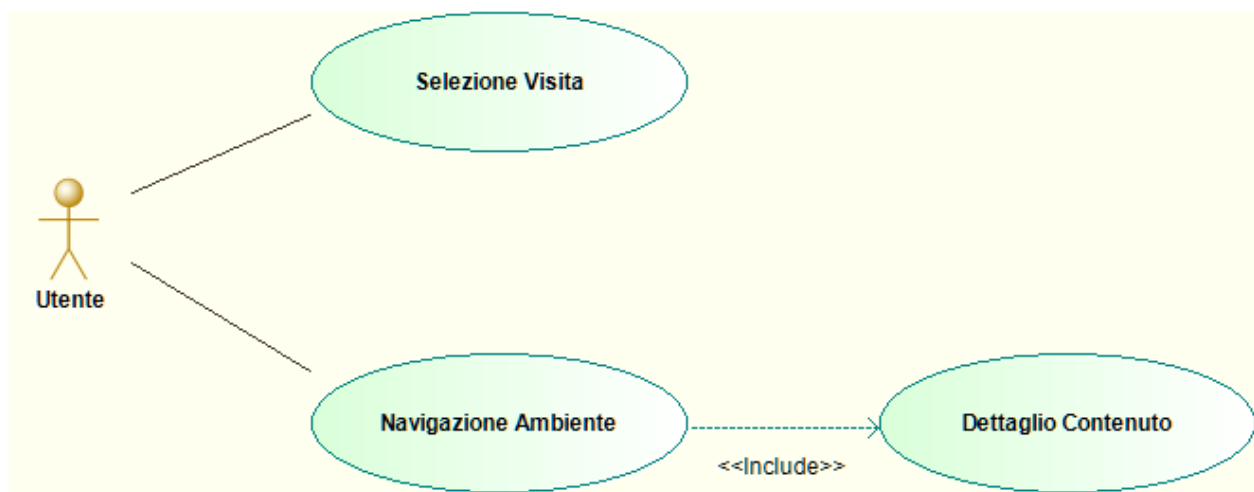 Selezione Visita
Utente
Navigazione Ambiente
Dettaglio Contenuto
<<Include>>